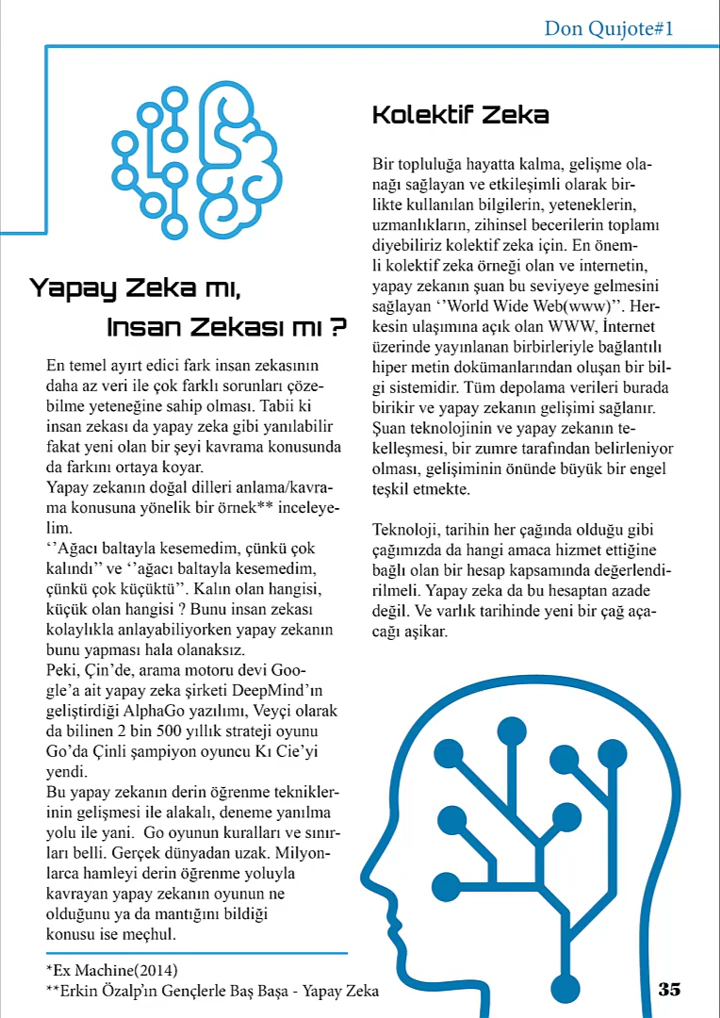 Don Quıjote#1
Yapay Zeka mı,
İnsan Zekası mı ?
En temel ayırt edici fark insan zekasının
daha az veri ile çok farklı sorunları çöze-
bilme yeteneğine sahip olması. Tabii ki
insan zekası da yapay zeka gibi yanılabilir
fakat yeni olan bir şeyi kavrama konusunda
da farkını ortaya koyar.
Yapay zekanın doğal dilleri anlama/kavra-
ma konusuna yönelik bir örnek** inceleye-
lim.
‘’Ağacı baltayla kesemedim, çünkü çok
kalındı’’ ve ‘’ağacı baltayla kesemedim,
çünkü çok küçüktü’’. Kalın olan hangisi,
küçük olan hangisi ? Bunu insan zekası
kolaylıkla anlayabiliyorken yapay zekanın
bunu yapması hala olanaksız.
Peki, Çin’de, arama motoru devi Goo-
gle’a ait yapay zeka şirketi DeepMind’ın
geliştirdiği AlphaGo yazılımı, Veyçi olarak
da bilinen 2 bin 500 yıllık strateji oyunu
Go’da Çinli şampiyon oyuncu Kı Cie’yi
yendi.
Bu yapay zekanın derin öğrenme teknikler-
inin gelişmesi ile alakalı, deneme yanılma
yolu ile yani. Go oyunun kuralları ve sınır-
ları belli. Gerçek dünyadan uzak. Milyon-
larca hamleyi derin öğrenme yoluyla
kavrayan yapay zekanın oyunun ne
olduğunu ya da mantığını bildiği
konusu ise meçhul.
*Ex Machine(2014)
**Erkin Özalp’ın Gençlerle Baş Başa - Yapay Zeka
Kolektif Zeka
Bir topluluğa hayatta kalma, gelişme ola-
nağı sağlayan ve etkileşimli olarak bir-
likte kullanılan bilgilerin, yeteneklerin,
uzmanlıkların, zihinsel becerilerin toplamı
diyebiliriz kolektif zeka için. En önem-
li kolektif zeka örneği olan ve internetin,
yapay zekanın şuan bu seviyeye gelmesini
sağlayan ‘’World Wide Web(www)’’. Her-
kesin ulaşımına açık olan WWW, İnternet
üzerinde yayınlanan birbirleriyle bağlantılı
hiper metin dokümanlarından oluşan bir bil-
gi sistemidir. Tüm depolama verileri burada
birikir ve yapay zekanın gelişimi sağlanır.
Şuan teknolojinin ve yapay zekanın te-
kelleşmesi, bir zumre tarafından belirleniyor
olması, gelişiminin önünde büyük bir engel
teşkil etmekte.
Teknoloji, tarihin her çağında olduğu gibi
çağımızda da hangi amaca hizmet ettiğine
bağlı olan bir hesap kapsamında değerlendi-
rilmeli. Yapay zeka da bu hesaptan azade
değil. Ve varlık tarihinde yeni bir çağ aça-
cağı aşikar.
35